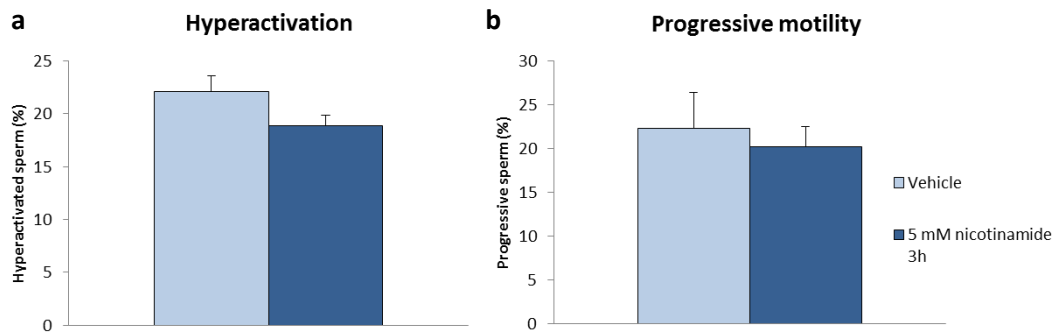 a
Hyperactivation
Hyperactivated sperm (%)
25
20
15
10
5
0
b
Progressive motility
Progressive sperm (%)
30
25
20
15
10
5
0
Vehicle
5 mM nicotinamide
3h